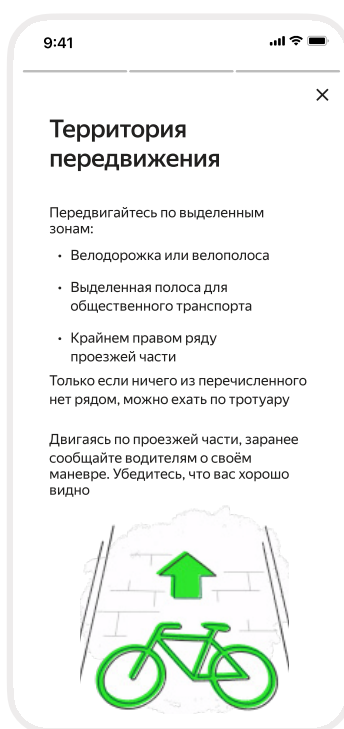 9:41
Территория
передвижения
Передвигайтесь по выделенным
зонам:
• Велодорожка или велополоса
• Выделенная полоса для
общественного транспорта
• Крайнем правом ряду
проезжей части
Только если ничего из перечисленного
нет рядом, можно ехать по тротуару
Двигаясь по проезжей части, заранее
сообщайте водителям о своём
маневре. Убедитесь, что вас хорошо
видно